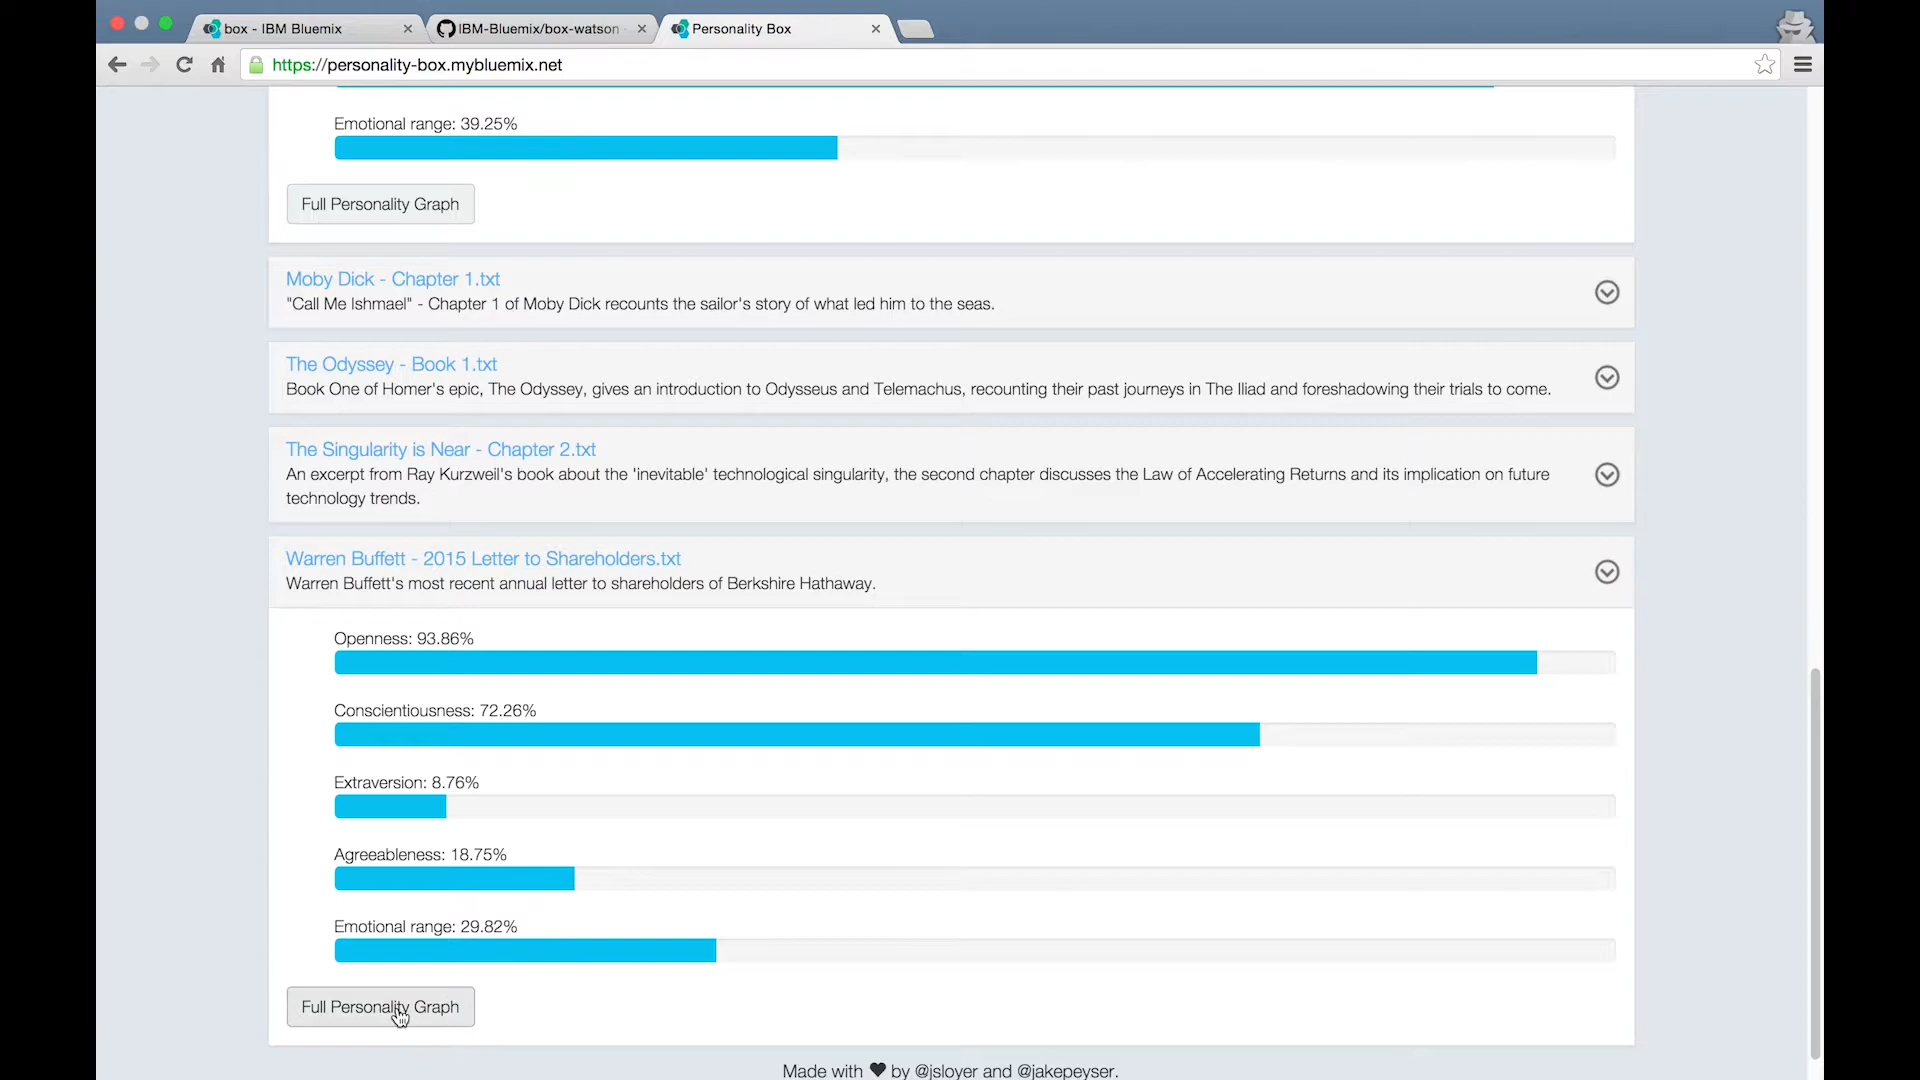 box - IBM Bluemix
IBM-Bluemix/box-watson
Personality Box
https://personality-box.mybluemix.net
Emotional range: 39.25%
Full Personality Graph
Moby Dick - Chapter 1.txt
"Call Me Ishmael" - Chapter 1 of Moby Dick recounts the sailor's story of what led him to the seas.
The Odyssey - Book 1.txt
Book One of Homer's epic, The Odyssey, gives an introduction to Odysseus and Telemachus, recounting their past journeys in The Iliad and foreshadowing their trials to come.
The Singularity is Near - Chapter 2.txt
An excerpt from Ray Kurzweil's book about the 'inevitable' technological singularity, the second chapter discusses the Law of Accelerating Returns and its implication on future
technology trends.
Warren Buffett - 2015 Letter to Shareholders.txt
Warren Buffett's most recent annual letter to shareholders of Berkshire Hathaway.
Openness: 93.86%
Conscientiousness: 72.26%
Extraversion: 8.76%
Agreeableness: 18.75%
Emotional range: 29.82%
Full Personality Graph
Made with ♥ by @jsloyer and @jakepeyser.